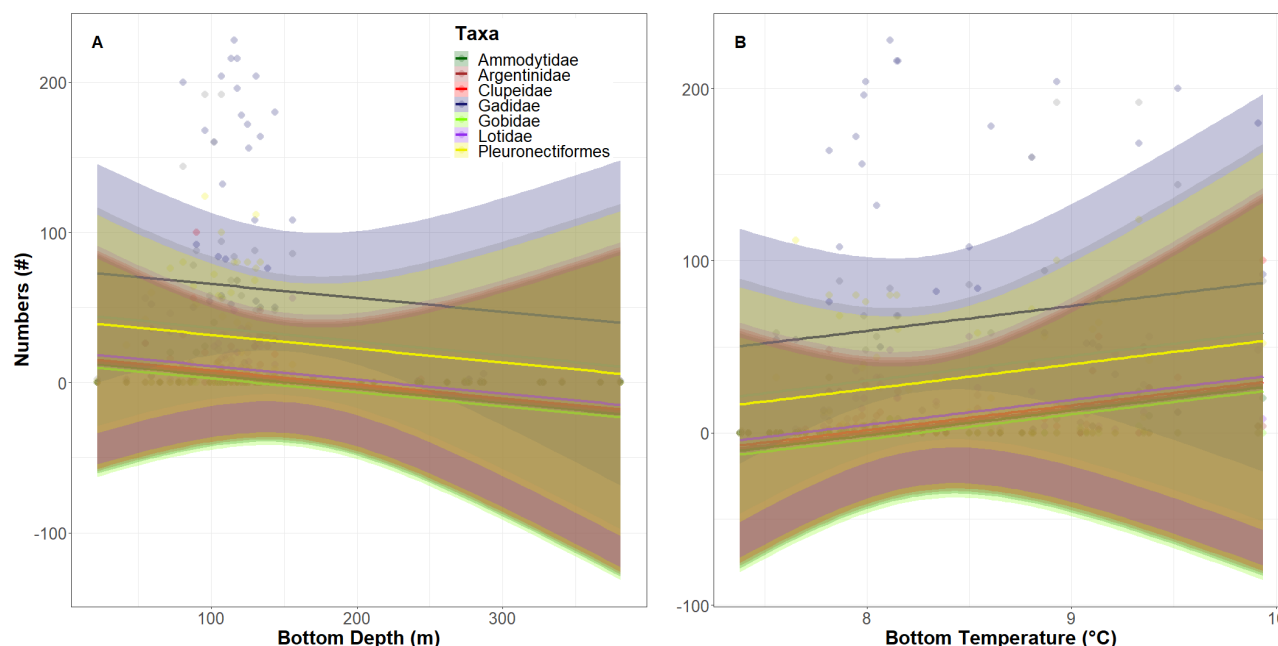 A
Taxa
Ammodytidae
Argentinidae
Clupeidae
Gadidae
Gobidae
Lotidae
Pleuronectiformes
200
100
0
-100
Numbers (#)
100
200
300
Bottom Depth (m)
B
200
100
0
-100
8
9
10
Bottom Temperature (°C)